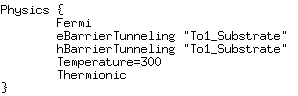 Physics {
Fermi
eBarrierTunneling "To1_Substrate"
hBarrierTunneling "To1_Substrate"
Temperature=300
Thermionic
}